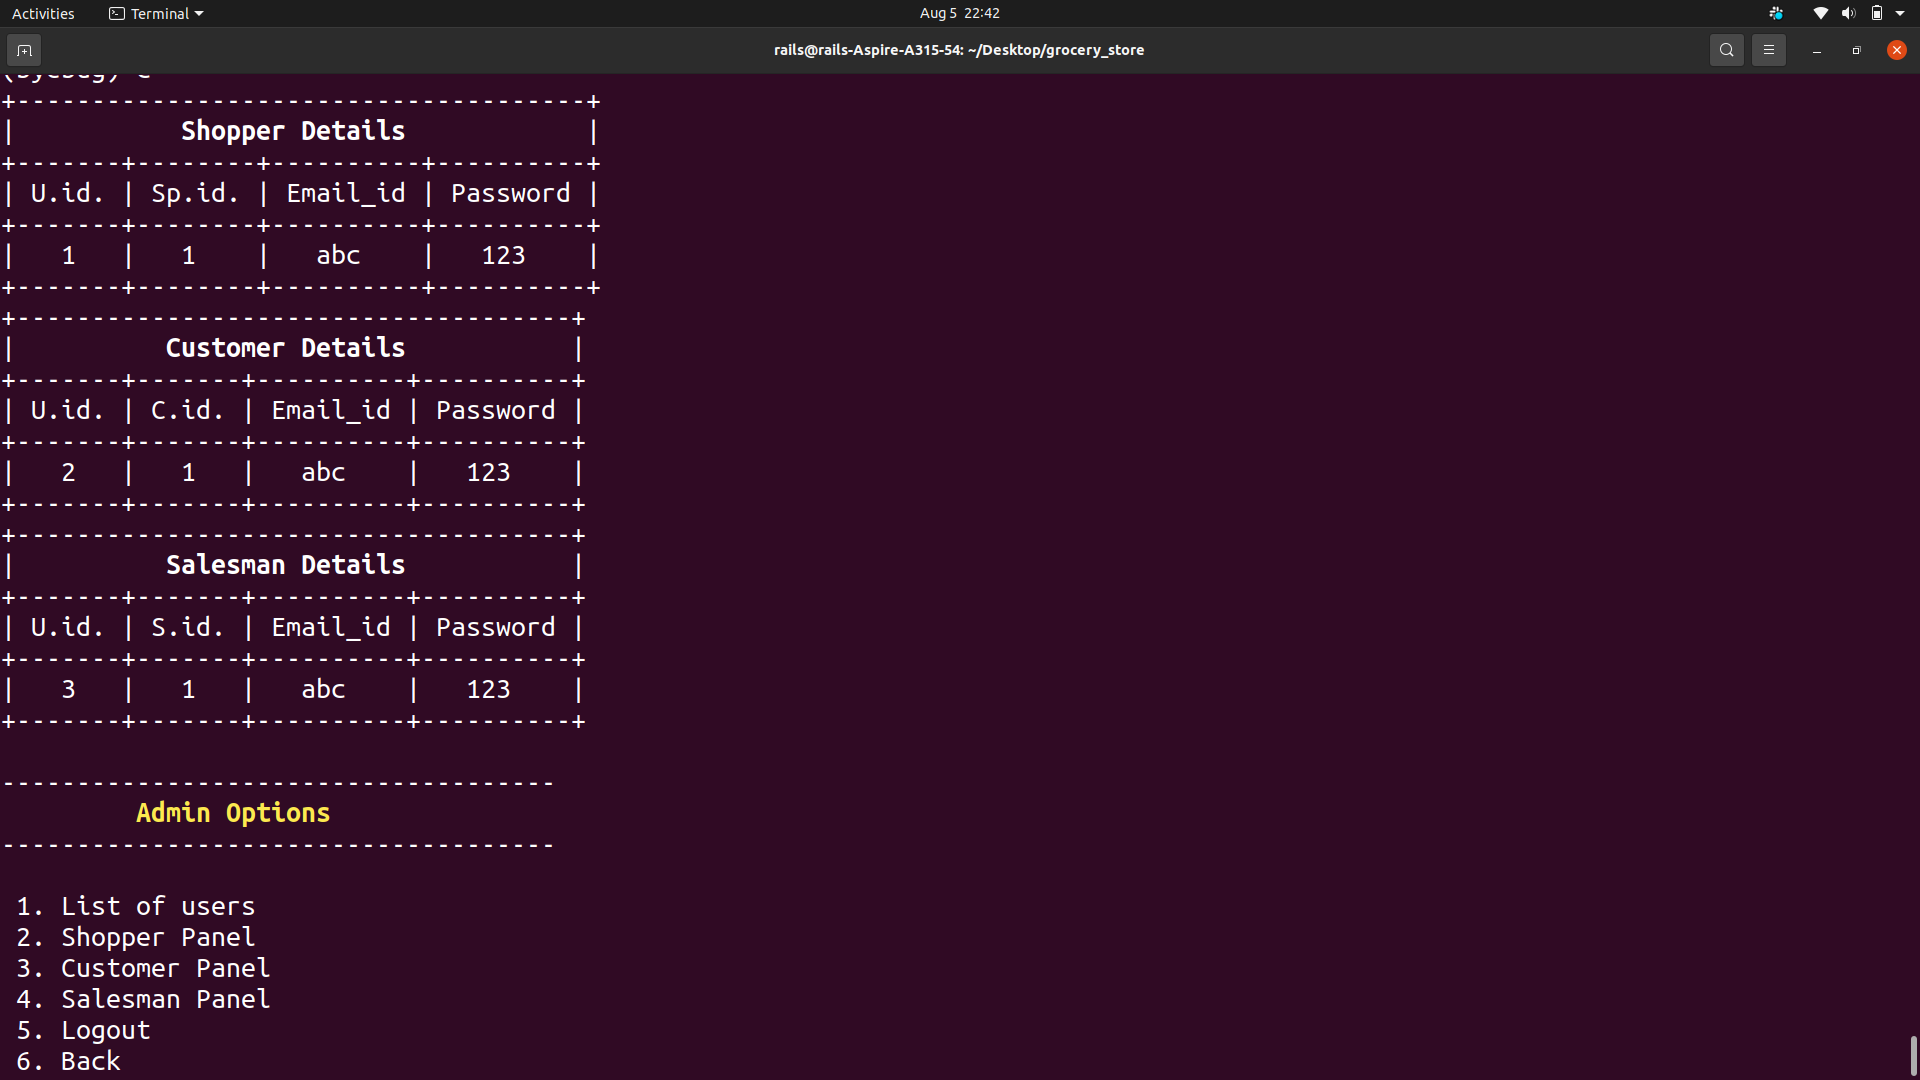 Activities Terminal Aug 5 22:42
rails@rails-Aspire-A315-54: ~/Desktop/grocery_store
+--------------------------------------+
| Shopper Details |
+-------+--------+----------+----------+
| U.id. | Sp.id. | Email_id | Password |
+-------+--------+----------+----------+
| 1 | 1 | abc | 123 |
+-------+--------+----------+----------+
+-------------------------------------+
| Customer Details |
+-------+-------+----------+----------+
| U.id. | C.id. | Email_id | Password |
+-------+-------+----------+----------+
| 2 | 1 | abc | 123 |
+-------+-------+----------+----------+
+-------------------------------------+
| Salesman Details |
+-------+-------+----------+----------+
| U.id. | S.id. | Email_id | Password |
+-------+-------+----------+----------+
| 3 | 1 | abc | 123 |
+-------+-------+----------+----------+
-------------------------------------
Admin Options
-------------------------------------
1. List of users
2. Shopper Panel
3. Customer Panel
4. Salesman Panel
5. Logout
6. Back